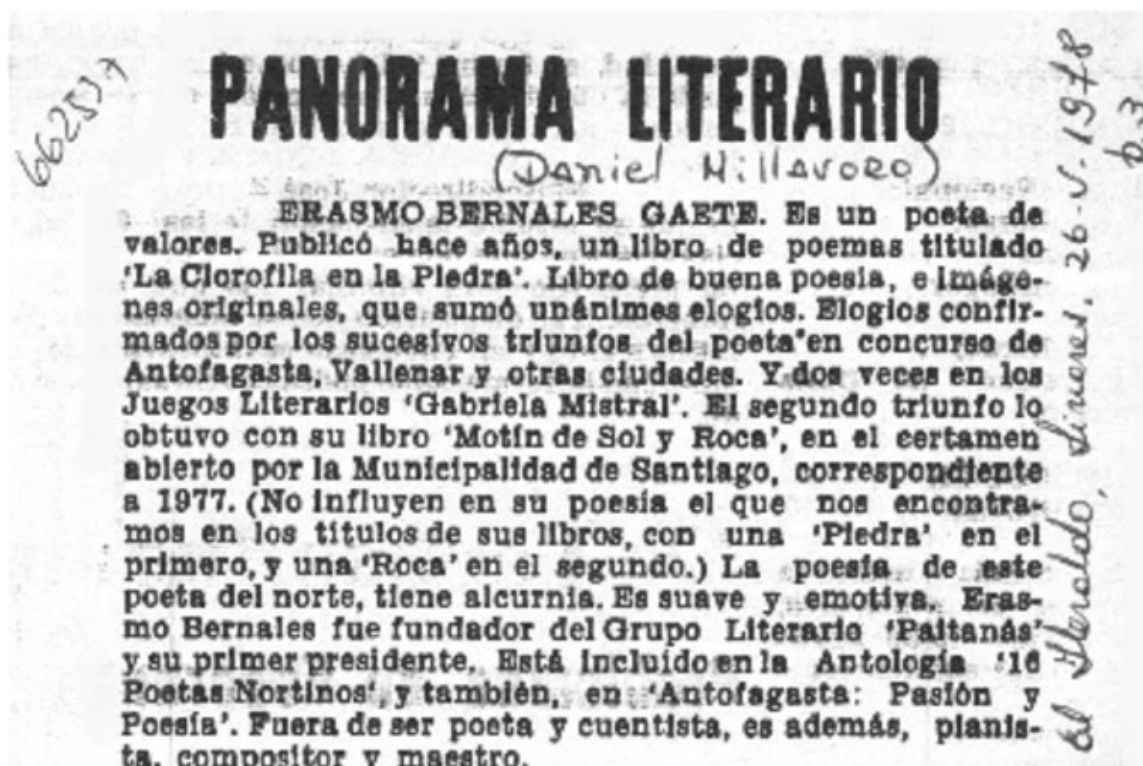 PANORAMA LITERARIO
(Daniel Millavoro)
662537
ERASMO BERNALES GAETE. Es un poeta de
valores. Publicó hace años, un libro de poemas titulado
'La Clorofila en la Piedra'. Libro de buena poesia, e imáge-
nes originales, que sumó unánimes elogios. Elogios confir-
mados por los sucesivos triunfos del poeta en concurso de
Antofagasta, Vallenar y otras ciudades. Y dos veces en los
Juegos Literarios 'Gabriela Mistral'. El segundo triunfo lo
obtuvo con su libro 'Motín de Sol y Roca', en el certamen
abierto por la Municipalidad de Santiago, correspondiente
a 1977. (No influyen en su poesia el que nos encontra-
mos en los titulos de sus libros, con una 'Piedra' en el
primero, y una 'Roca' en el segundo.) La poesia de este
poeta del norte, tiene alcurnia. Es suave y emotiva. Eras-
mo Bernales fue fundador del Grupo Literario 'Paitanás'
y su primer presidente. Está incluido en la Antologia '16
Poetas Nortinos', y también, en 'Antofagasta: Pasión y
Poesía'. Fuera de ser poeta y cuentista, es además, pianis-
ta, compositor y maestro.
El Heraldo, Linares, 26-V-1978
p. 3